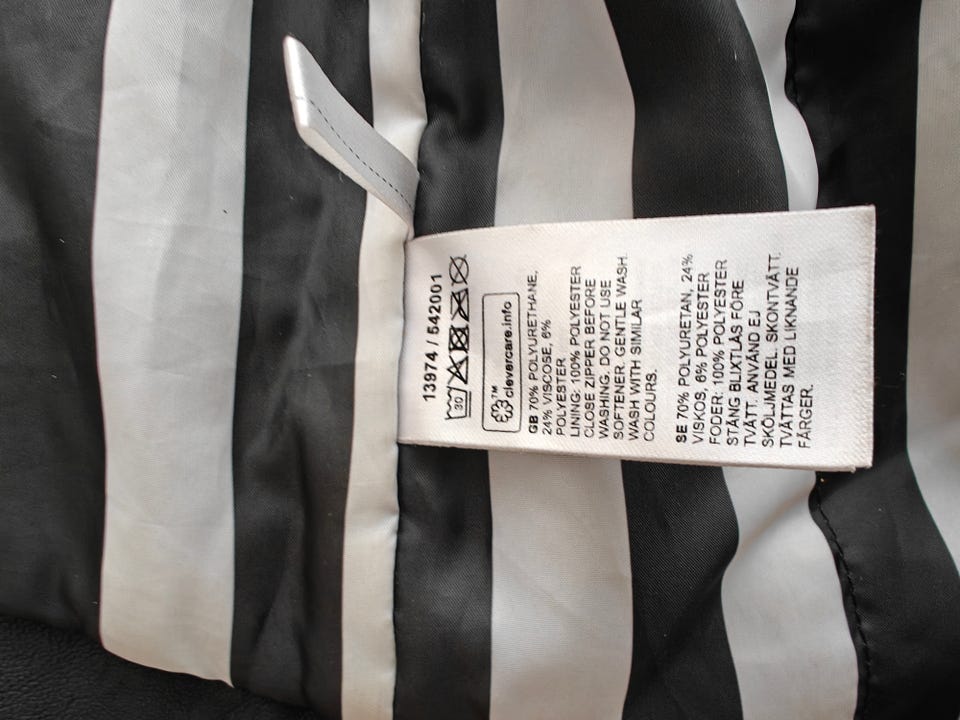 13974 / 542001
30
™
clevercare.info
GB 70% POLYURETHANE,
24% VISCOSE, 6%
POLYESTER
LINING: 100% POLYESTER
CLOSE ZIPPER BEFORE
WASHING. DO NOT USE
SOFTENER. GENTLE WASH.
WASH WITH SIMILAR
COLOURS.
SE 70% POLYURETAN, 24%
VISKOS, 6% POLYESTER
FODER: 100% POLYESTER
STÄNG BLIXTLÅS FÖRE
TVÄTT. ANVÄND EJ
SKÖLJMEDEL. SKONTVÄTT.
TVÄTTAS MED LIKNANDE
FÄRGER.